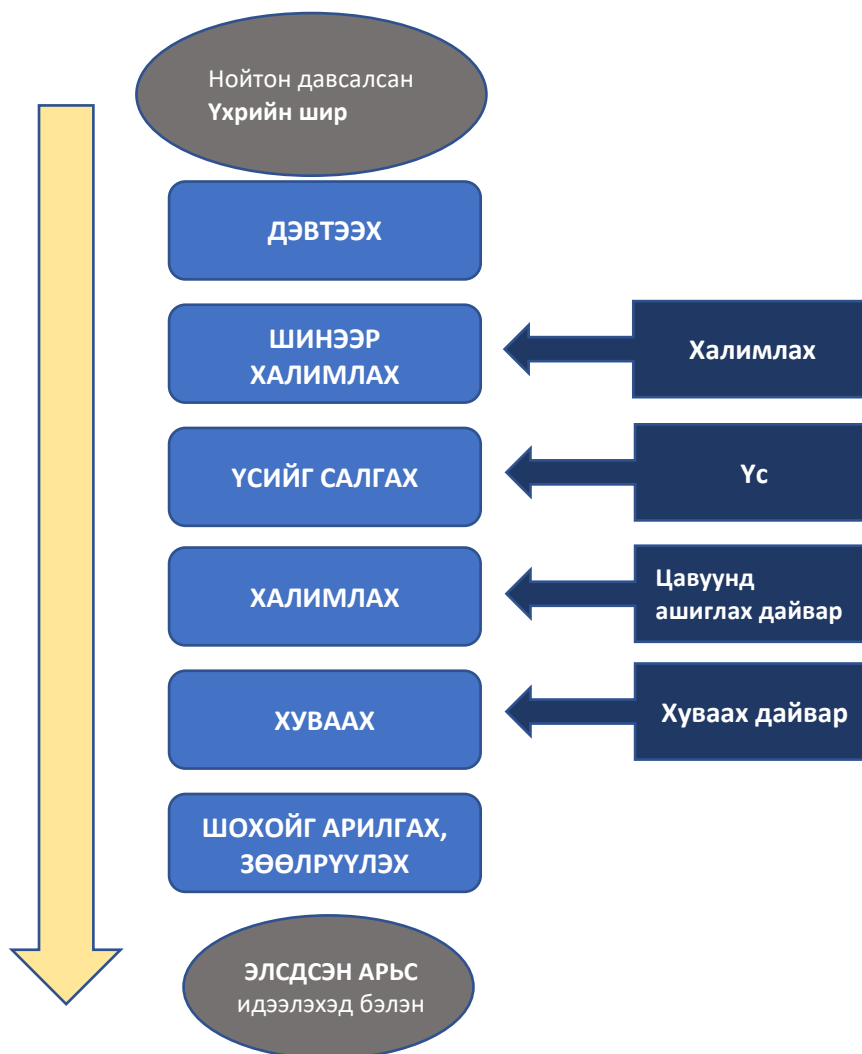 Нойтон давсалсан
Үхрийн шир
ДЭВТЭЭХ
ШИНЭЭР
ХАЛИМЛАХ
Халимлах
ҮСИЙГ САЛГАХ
Үс
ХАЛИМЛАХ
Цавуунд
ашиглах дайвар
ХУВААХ
Хуваах дайвар
ШОХОЙГ АРИЛГАХ,
ЗӨӨЛРҮҮЛЭХ
ЭЛСДСЭН АРЬС
идээлэхэд бэлэн